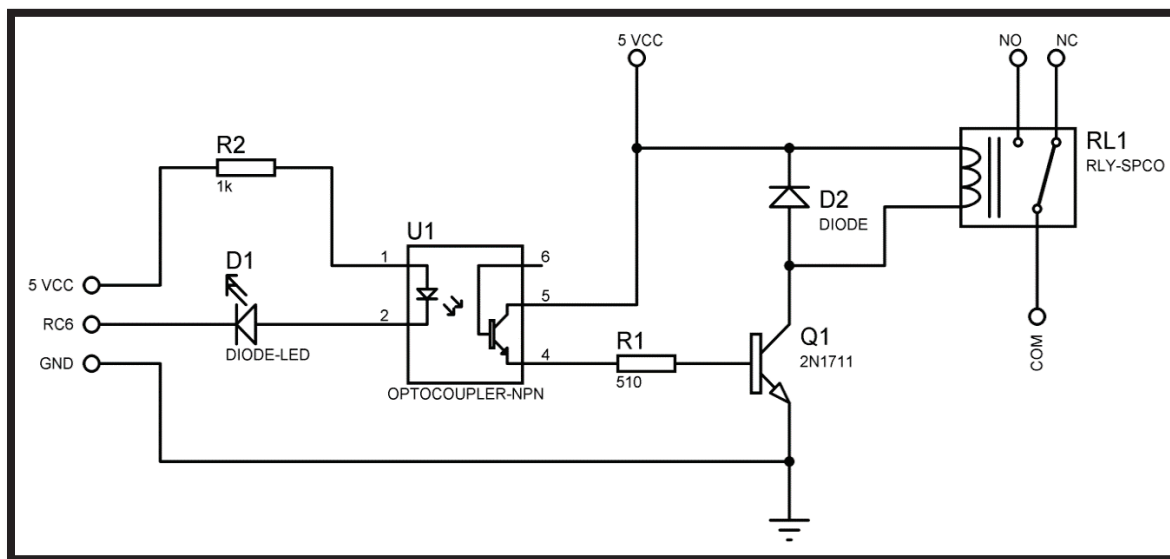 5 VCC
NO
NC
R2
1k
RL1
RLY-SPCO
D2
DIODE
U1
1
6
D1
5 VCC
5
RC6
2
DIODE-LED
GND
4
R1
510
Q1
2N1711
COM
OPTOCOUPLER-NPN